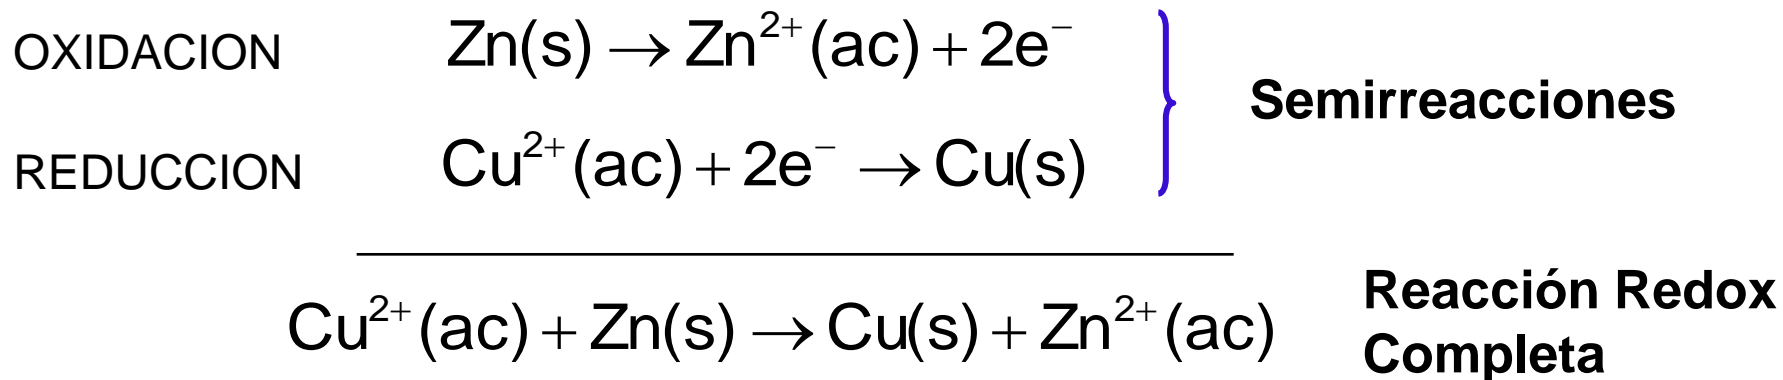 OXIDACION Zn(s) → Zn²⁺(ac) + 2e⁻
Semirreacciones
REDUCCION Cu²⁺(ac) + 2e⁻ → Cu(s)
Cu²⁺(ac) + Zn(s) → Cu(s) + Zn²⁺(ac)
Reacción Redox
Completa